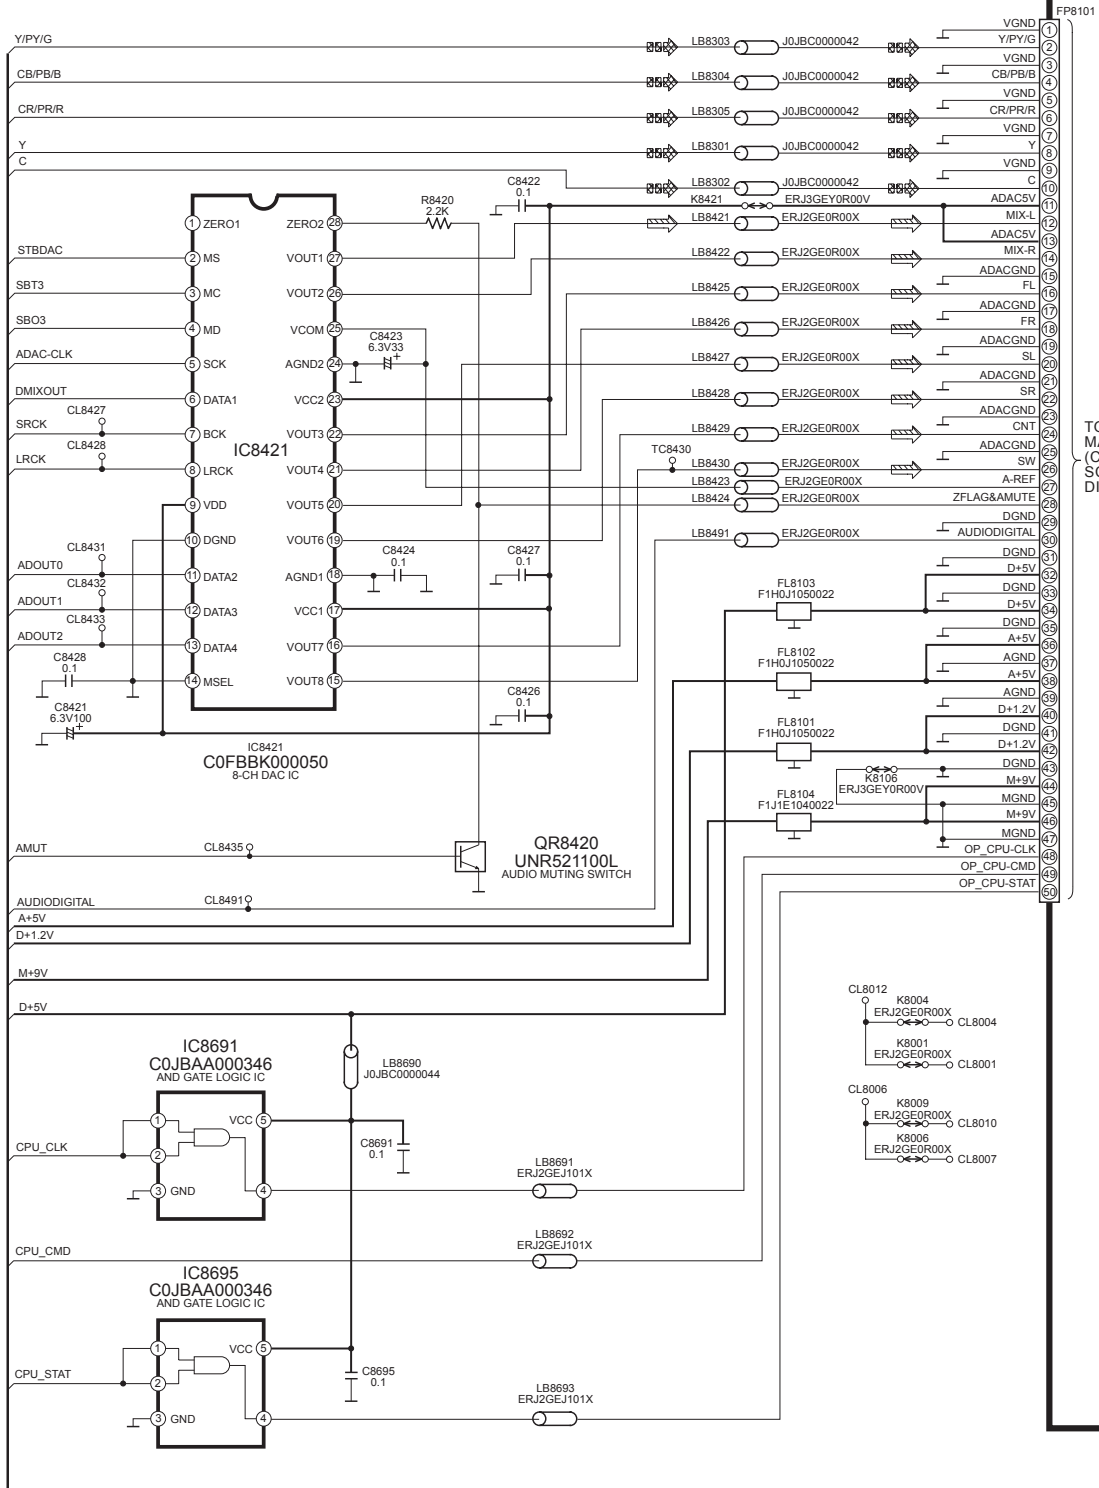 FP8101
VGND 1
Y/PY/G LB8303 J0JBC0000042 Y/PY/G 2
VGND 3
CB/PB/B LB8304 J0JBC0000042 CB/PB/B 4
VGND 5
CR/PR/R LB8305 J0JBC0000042 CR/PR/R 6
VGND 7
Y LB8301 J0JBC0000042 Y 8
VGND 9
C LB8302 J0JBC0000042 C 10
C8422
0.1
K8421 ERJ3GEY0R00V ADAC5V 11
R8420
2.2K
LB8421 ERJ2GE0R00X MIX-L 12
ADAC5V 13
LB8422 ERJ2GE0R00X MIX-R 14
ADACGND 15
LB8425 ERJ2GE0R00X FL 16
ADACGND 17
LB8426 ERJ2GE0R00X FR 18
ADACGND 19
LB8427 ERJ2GE0R00X SL 20
ADACGND 21
LB8428 ERJ2GE0R00X SR 22
ADACGND 23
LB8429 ERJ2GE0R00X CNT 24
ADACGND 25
TC8430
LB8430 ERJ2GE0R00X SW 26
LB8423 ERJ2GE0R00X A-REF 27
LB8424 ERJ2GE0R00X ZFLAG&AMUTE 28
DGND 29
LB8491 ERJ2GE0R00X AUDIODIGITAL 30
DGND 31
D+5V 32
DGND 33
FL8103
F1H0J1050022
D+5V 34
DGND 35
A+5V 36
AGND 37
FL8102
F1H0J1050022
A+5V 38
AGND 39
D+1.2V 40
DGND 41
FL8101
F1H0J1050022
D+1.2V 42
DGND 43
K8106
ERJ3GEY0R00V
M+9V 44
MGND 45
FL8104
F1J1E1040022
M+9V 46
MGND 47
OP_CPU-CLK 48
OP_CPU-CMD 49
OP_CPU-STAT 50
1 ZERO1 ZERO2 28
STBDAC 2 MS VOUT1 27
SBT3 3 MC VOUT2 26
SBO3 4 MD VCOM 25
C8423
6.3V33
+
ADAC-CLK 5 SCK AGND2 24
DMIXOUT 6 DATA1 VCC2 23
CL8427
SRCK 7 BCK VOUT3 22
IC8421
CL8428
LRCK 8 LRCK VOUT4 21
9 VDD VOUT5 20
10 DGND VOUT6 19
CL8431
C8424
0.1
C8427
0.1
ADOUT0 11 DATA2 AGND1 18
CL8432
ADOUT1 12 DATA3 VCC1 17
CL8433
ADOUT2 13 DATA4 VOUT7 16
C8428
0.1
14 MSEL VOUT8 15
C8421
6.3V100
+
C8426
0.1
IC8421
C0FBBK000050
8-CH DAC IC
AMUT CL8435
QR8420
UNR521100L
AUDIO MUTING SWITCH
AUDIODIGITAL CL8491
A+5V
D+1.2V
M+9V
D+5V
IC8691
C0JBAA000346
AND GATE LOGIC IC
LB8690
J0JBC0000044
1 VCC 5
CPU_CLK 2
3 GND 4
C8691
0.1
LB8691
ERJ2GEJ101X
CPU_CMD
LB8692
ERJ2GEJ101X
IC8695
C0JBAA000346
AND GATE LOGIC IC
1 VCC 5
CPU_STAT 2
3 GND 4
C8695
0.1
LB8693
ERJ2GEJ101X
CL8012
K8004
ERJ2GE0R00X
CL8004
K8001
ERJ2GE0R00X
CL8001
CL8006
K8009
ERJ2GE0R00X
CL8010
K8006
ERJ2GE0R00X
CL8007